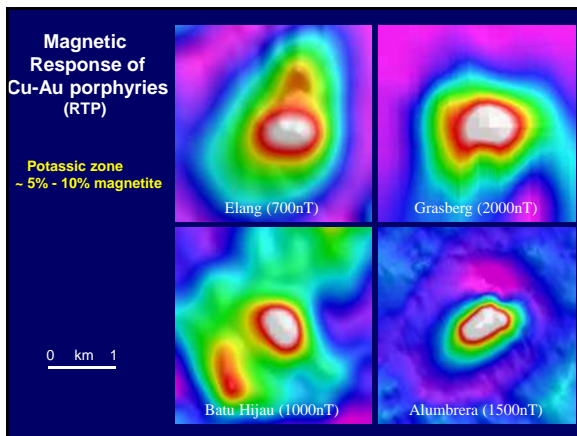 Magnetic
Response of
Cu-Au porphyries
(RTP)
Potassic zone
~ 5% - 10% magnetite
Elang (700nT)
Grasberg (2000nT)
0 km 1
Batu Hijau (1000nT)
Alumbrera (1500nT)